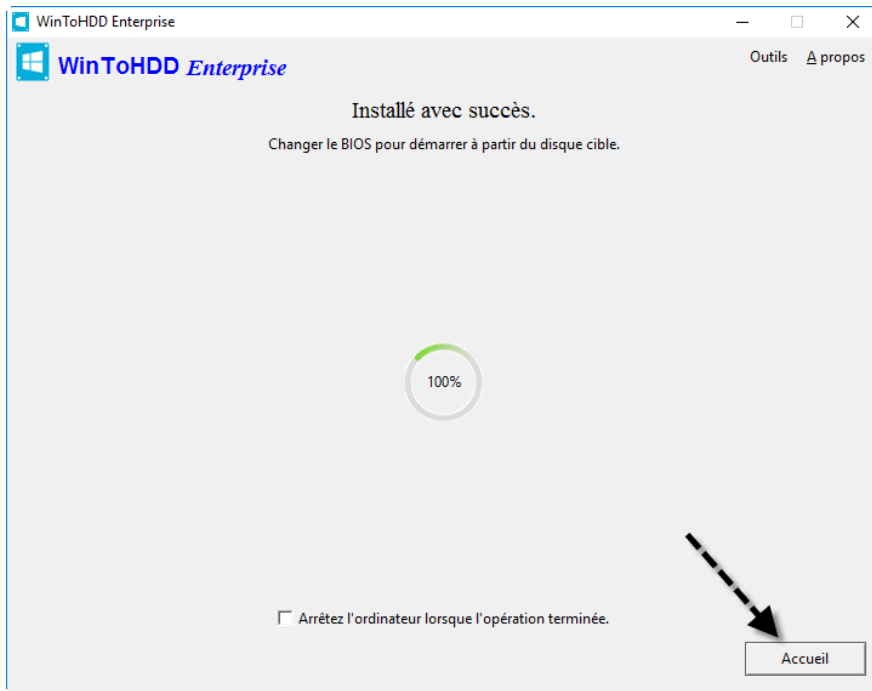 WinToHDD Enterprise
Outils A propos
WinToHDD Enterprise
Installé avec succès.
Changer le BIOS pour démarrer à partir du disque cible.
100%
Arrêtez l'ordinateur lorsque l'opération terminée.
Accueil